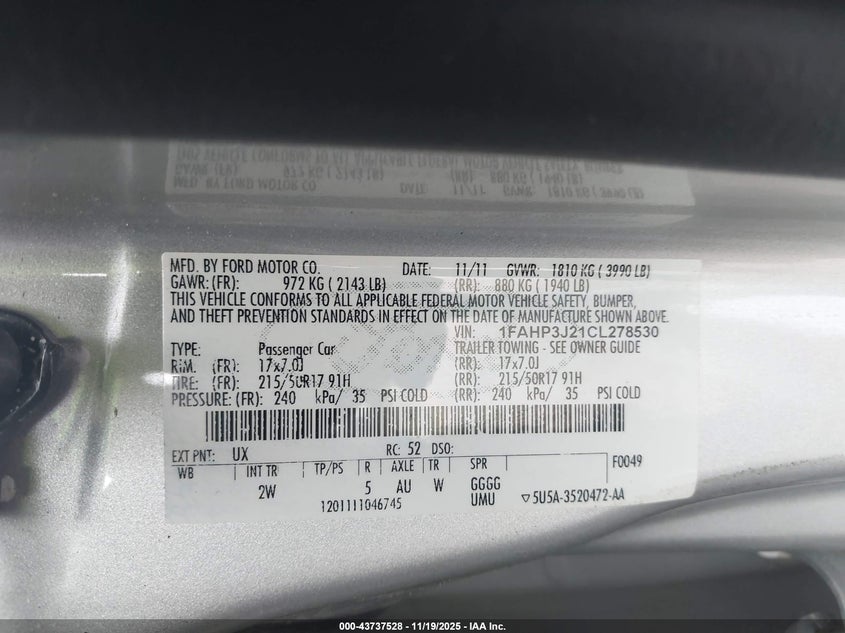 MFD. BY FORD MOTOR CO. DATE: 11/11 GVWR: 1810 KG ( 3990 LB)
GAWR: (FR): 972 KG ( 2143 LB) (RR): 880 KG ( 1940 LB)
THIS VEHICLE CONFORMS TO ALL APPLICABLE FEDERAL MOTOR VEHICLE SAFETY, BUMPER,
AND THEFT PREVENTION STANDARDS IN EFFECT ON THE DATE OF MANUFACTURE SHOWN ABOVE.
VIN: 1FAHP3J21CL278530
TYPE: Passenger Car TRAILER TOWING - SEE OWNER GUIDE
RIM: (FR): 17x7.0J (RR): 17x7.0J
TIRE: (FR): 215/50R17 91H (RR): 215/50R17 91H
PRESSURE: (FR): 240 kPa/ 35 PSI COLD (RR): 240 kPa/ 35 PSI COLD
EXT PNT: UX RC: 52 DSO:
WB INT TR TP/PS R AXLE TR SPR F0049
2W 5 AU W GGGG
1201111046745 UMU ▽5U5A-3520472-AA
000-43737528 - 11/19/2025 - IAA Inc.